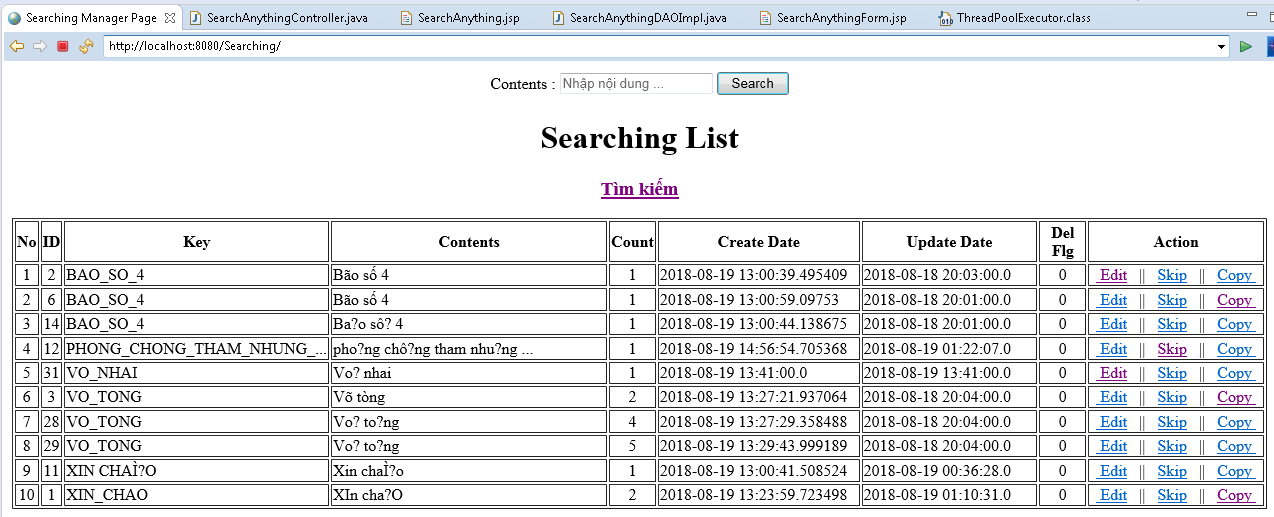 Searching Manager Page SearchAnythingController.java SearchAnything.jsp SearchAnythingDAOImpl.java SearchAnythingForm.jsp ThreadPoolExecutor.class
http://localhost:8080/Searching/
Contents : Nhập nội dung ... Search
Searching List
Tìm kiếm
No ID Key Contents Count Create Date Update Date Del Flg Action
1 2 BAO_SO_4 Bão số 4 1 2018-08-19 13:00:39.495409 2018-08-18 20:03:00.0 0 Edit || Skip || Copy
2 6 BAO_SO_4 Bão số 4 1 2018-08-19 13:00:59.09753 2018-08-18 20:01:00.0 0 Edit || Skip || Copy
3 14 BAO_SO_4 Ba?o sô? 4 1 2018-08-19 13:00:44.138675 2018-08-18 20:01:00.0 0 Edit || Skip || Copy
4 12 PHONG_CHONG_THAM_NHUNG_... pho?ng chô?ng tham nhu?ng ... 1 2018-08-19 14:56:54.705368 2018-08-19 01:22:07.0 0 Edit || Skip || Copy
5 31 VO_NHAI Vo? nhai 1 2018-08-19 13:41:00.0 2018-08-19 13:41:00.0 0 Edit || Skip || Copy
6 3 VO_TONG Võ tòng 2 2018-08-19 13:27:21.937064 2018-08-18 20:04:00.0 0 Edit || Skip || Copy
7 28 VO_TONG Vo? to?ng 4 2018-08-19 13:27:29.358488 2018-08-18 20:04:00.0 0 Edit || Skip || Copy
8 29 VO_TONG Vo? to?ng 5 2018-08-19 13:29:43.999189 2018-08-18 20:04:00.0 0 Edit || Skip || Copy
9 11 XIN CHAÌ?O Xin chaÌ?o 1 2018-08-19 13:00:41.508524 2018-08-19 00:36:28.0 0 Edit || Skip || Copy
10 1 XIN_CHAO XIn cha?O 2 2018-08-19 13:23:59.723498 2018-08-19 01:10:31.0 0 Edit || Skip || Copy